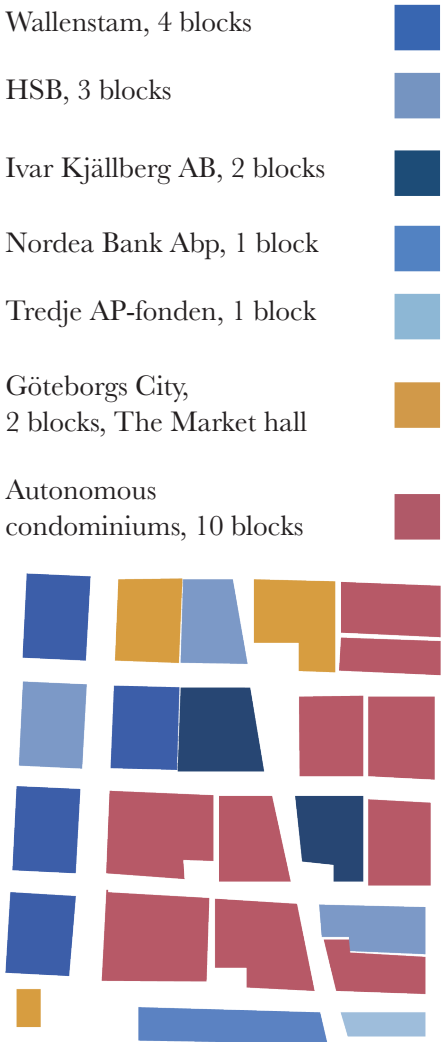 Wallenstam, 4 blocks
HSB, 3 blocks
Ivar Kjällberg AB, 2 blocks
Nordea Bank Abp, 1 block
Tredje AP-fonden, 1 block
Göteborgs City,
2 blocks, The Market hall
Autonomous
condominiums, 10 blocks